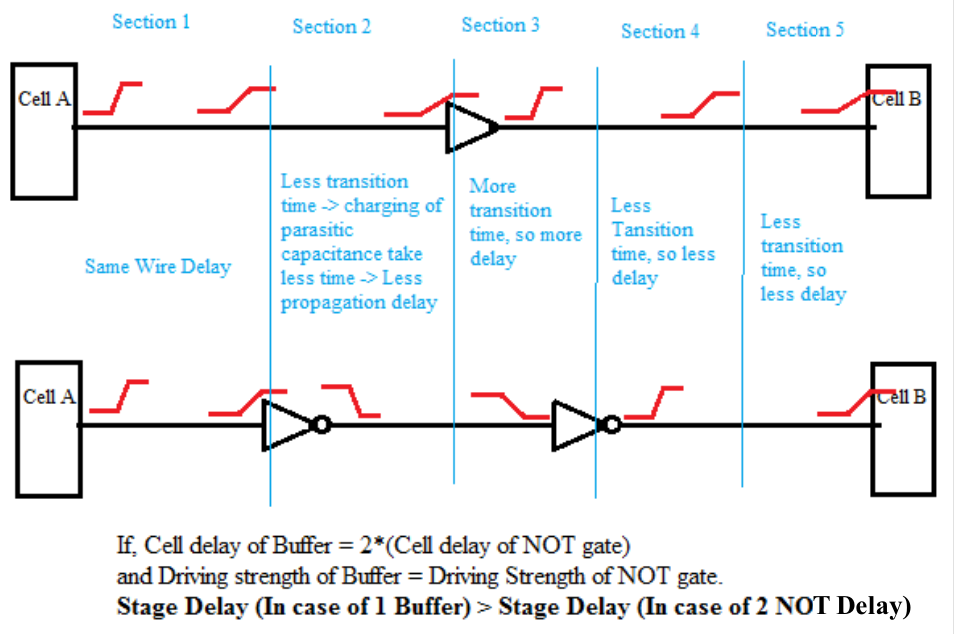 Section 1
Section 2
Section 3
Section 4
Section 5
Cell A
Cell B
Less transition
time -> charging of
parasitic
capacitance take
less time -> Less
propagation delay
More
transition
time, so more
delay
Less
Tansition
time, so less
delay
Less
transition
time, so
less delay
Same Wire Delay
Cell A
Cell B
If, Cell delay of Buffer = 2*(Cell delay of NOT gate)
and Driving strength of Buffer = Driving Strength of NOT gate.
Stage Delay (In case of 1 Buffer) > Stage Delay (In case of 2 NOT Delay)